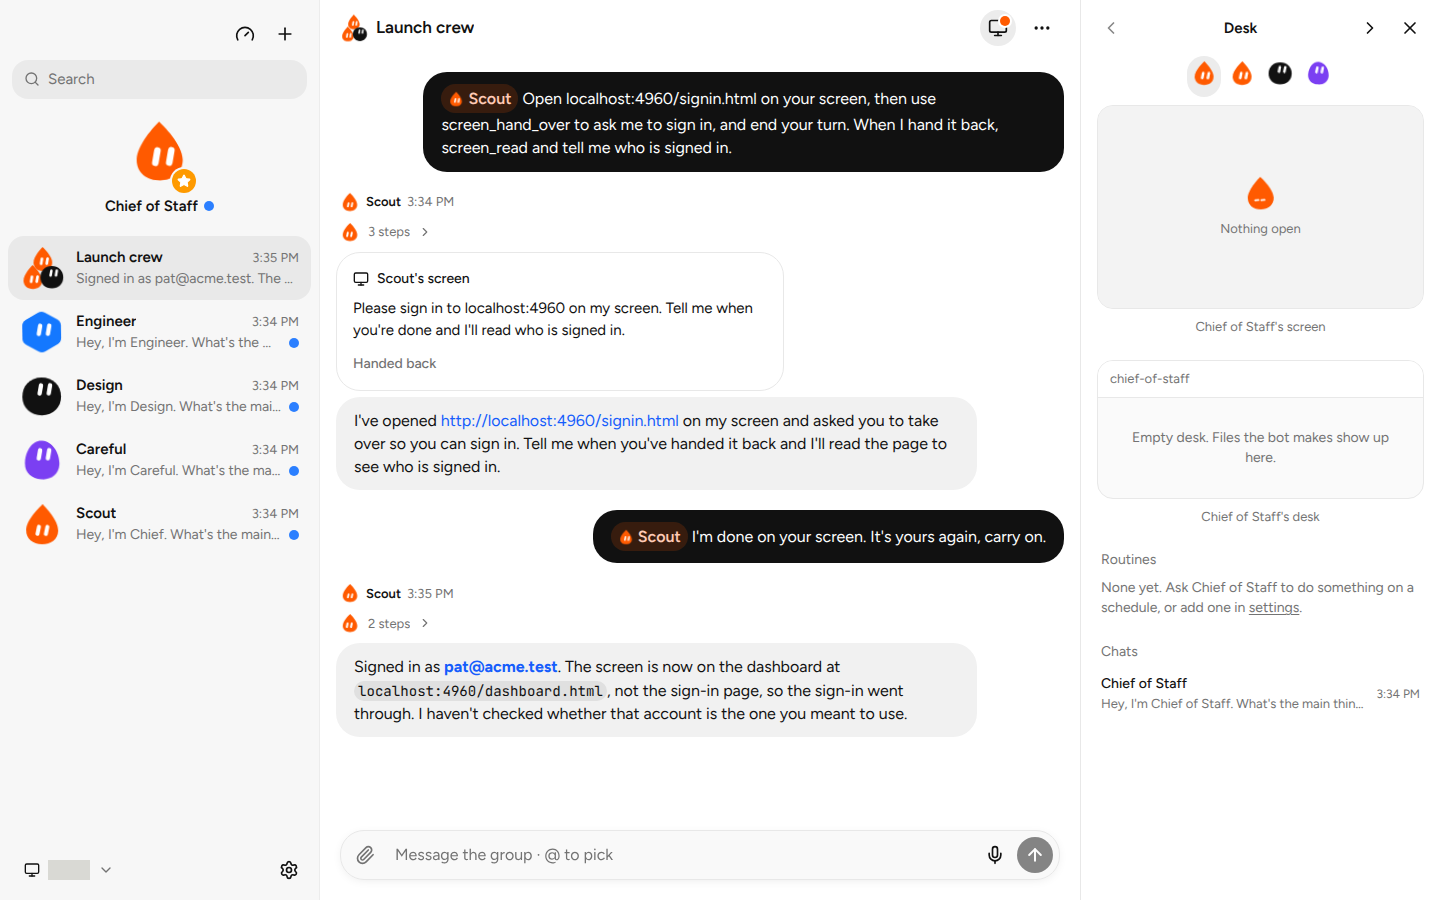 Search
Chief of Staff
Launch crew 3:35 PM
Signed in as pat@acme.test. The ...
Engineer 3:34 PM
Hey, I'm Engineer. What's the ...
Design 3:34 PM
Hey, I'm Design. What's the mai...
Careful 3:34 PM
Hey, I'm Careful. What's the ma...
Scout 3:34 PM
Hey, I'm Chief. What's the main...
Launch crew
Scout Open localhost:4960/signin.html on your screen, then use
screen_hand_over to ask me to sign in, and end your turn. When I hand it back,
screen_read and tell me who is signed in.
Scout 3:34 PM
3 steps
Scout's screen
Please sign in to localhost:4960 on my screen. Tell me when
you're done and I'll read who is signed in.
Handed back
I've opened http://localhost:4960/signin.html on my screen and asked you to take
over so you can sign in. Tell me when you've handed it back and I'll read the page to
see who is signed in.
Scout I'm done on your screen. It's yours again, carry on.
Scout 3:35 PM
2 steps
Signed in as pat@acme.test. The screen is now on the dashboard at
localhost:4960/dashboard.html, not the sign-in page, so the sign-in went
through. I haven't checked whether that account is the one you meant to use.
Message the group · @ to pick
Desk
Nothing open
Chief of Staff's screen
chief-of-staff
Empty desk. Files the bot makes show up
here.
Chief of Staff's desk
Routines
None yet. Ask Chief of Staff to do something on a
schedule, or add one in settings.
Chats
Chief of Staff
Hey, I'm Chief of Staff. What's the main thin... 3:34 PM